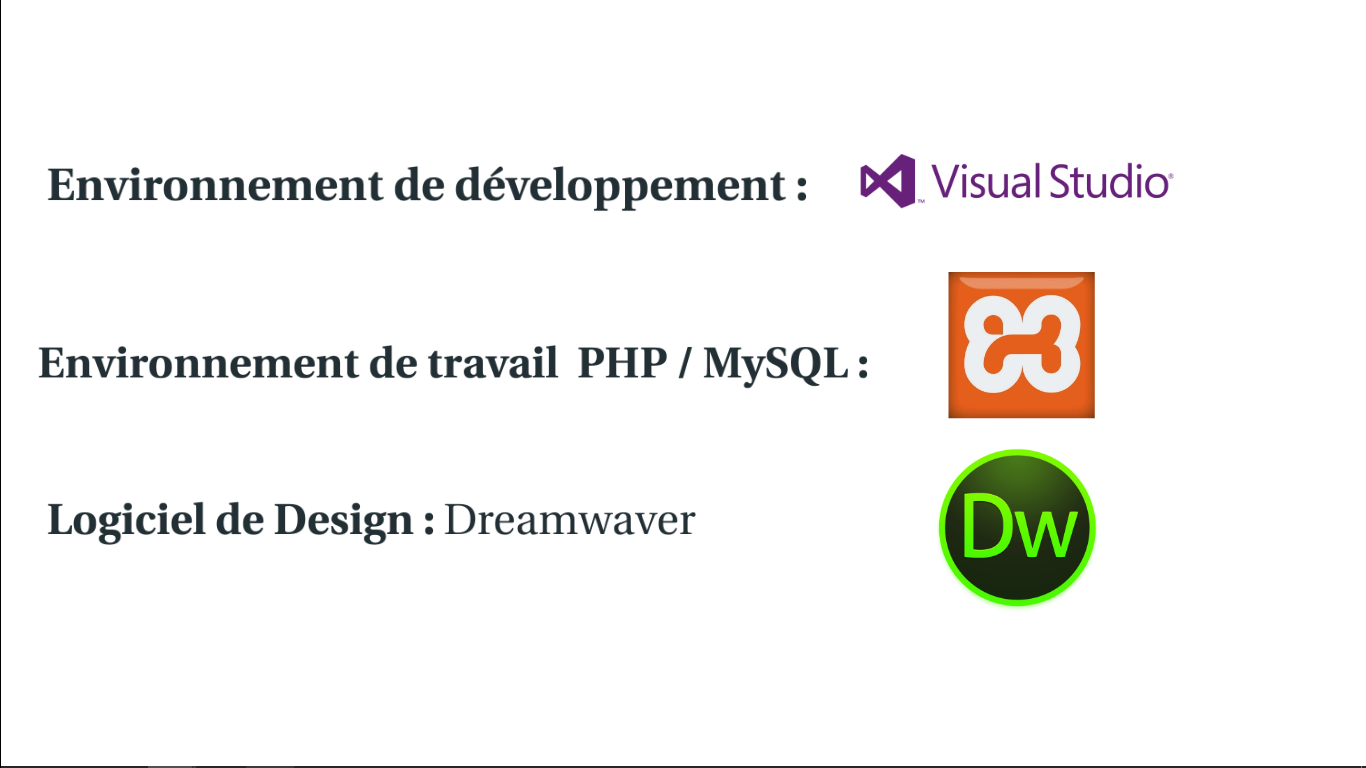 Environnement de développement : Visual Studio
Environnement de travail PHP / MySQL :
Logiciel de Design : Dreamwaver
Dw